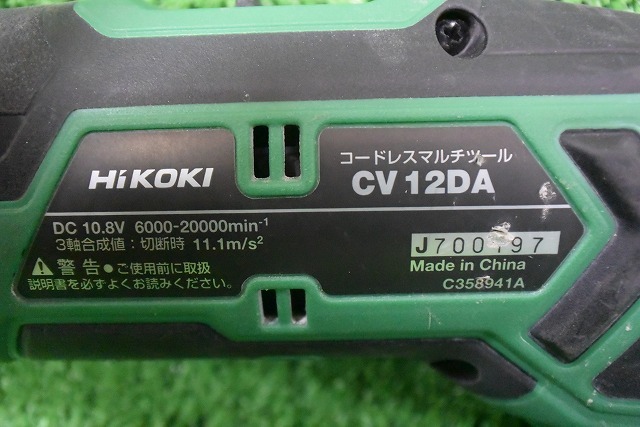 HiKOKI
コードレスマルチツール
CV 12DA
DC 10.8V 6000-20000min⁻¹
3軸合成値：切断時 11.1m/s²
⚠警告●ご使用前に取扱
説明書を必ずよくお読みください。
Made in China
C358941A